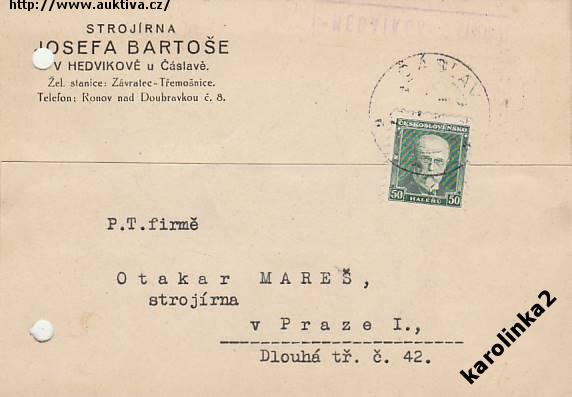 http://www.auktiva.cz/
STROJÍRNA
JOSEFA BARTOŠE
V HEDVIKOVĚ u Čáslavě.
Žel. stanice: Závratec-Třemošnice.
Telefon: Ronov nad Doubravkou č. 8.
ČÁSLAV
ČESKOSLOVENSKO
50 HALÉŘŮ 50
P.T.firmě
Otakar MAREŠ,
strojírna
v Praze I.,
Dlouhá tř. č. 42.
karolinka2